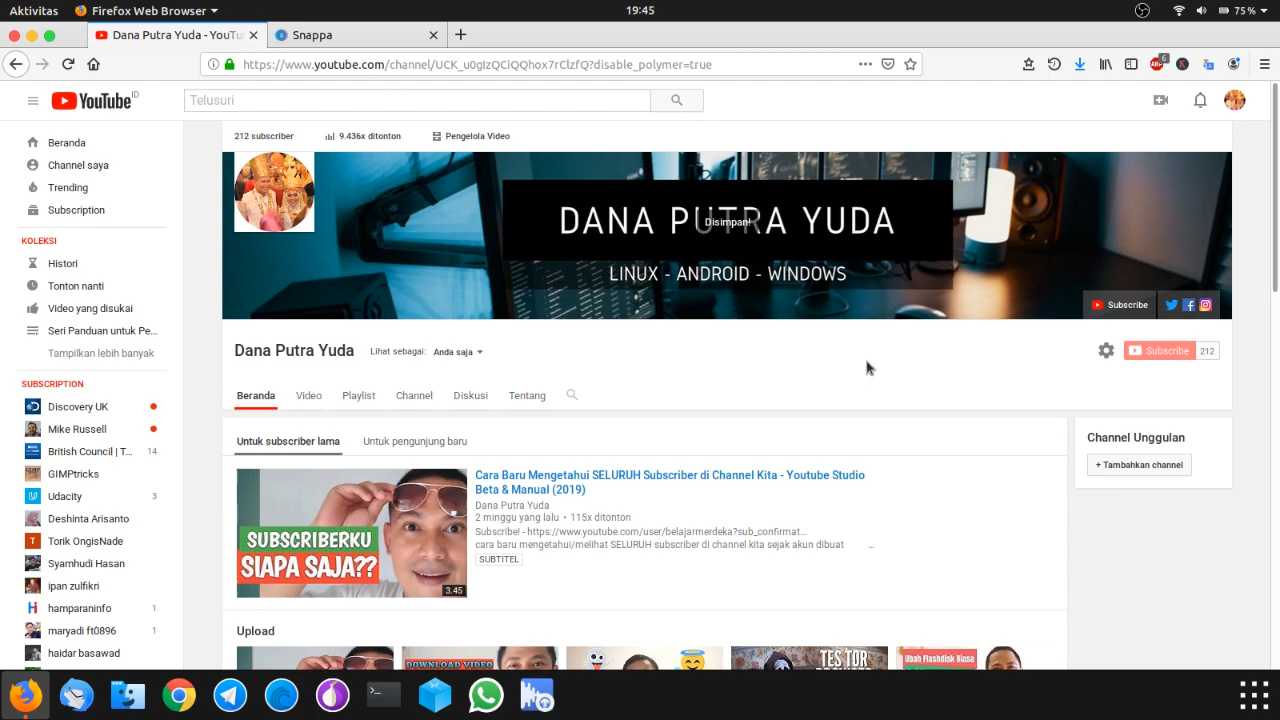 Aktivitas
Firefox Web Browser
19:45
75%
Dana Putra Yuda - YouTu
Snappa
https://www.youtube.com/channel/UCK_u0gIzQCiQQhox7rClzfQ?disable_polymer=true
6
YouTube ID
Telusuri
Beranda
Channel saya
Trending
Subscription
KOLEKSI
Histori
Tonton nanti
Video yang disukai
Seri Panduan untuk Pe...
Tampilkan lebih banyak
SUBSCRIPTION
Discovery UK
Mike Russell
British Council | T... 14
GIMPtricks
Udacity 3
Deshinta Arisanto
Torik OngisNade
Syamhudi Hasan
ipan zulfikri
hamparaninfo 1
maryadi ft0896 1
haidar basawad
212 subscriber
9.436x ditonton
Pengelola Video
DANA PUTRA YUDA
Disimpan!
LINUX - ANDROID - WINDOWS
Subscribe
Dana Putra Yuda
Lihat sebagai: Anda saja
Subscribe 212
Beranda Video Playlist Channel Diskusi Tentang
Untuk subscriber lama
Untuk pengunjung baru
Channel Unggulan
+ Tambahkan channel
SUBSCRIBERKU
SIAPA SAJA??
3.45
Cara Baru Mengetahui SELURUH Subscriber di Channel Kita - Youtube Studio
Beta & Manual (2019)
Dana Putra Yuda
2 minggu yang lalu • 115x ditonton
Subscribe! - https://www.youtube.com/user/belajarmerdeka?sub_confirmat...
cara baru mengetahui/melihat SELURUH subscriber di channel kita sejak akun dibuat ...
SUBTITEL
Upload
DOWNLOAD VIDEO
TES TOR
Ubah Flashdisk Biasa